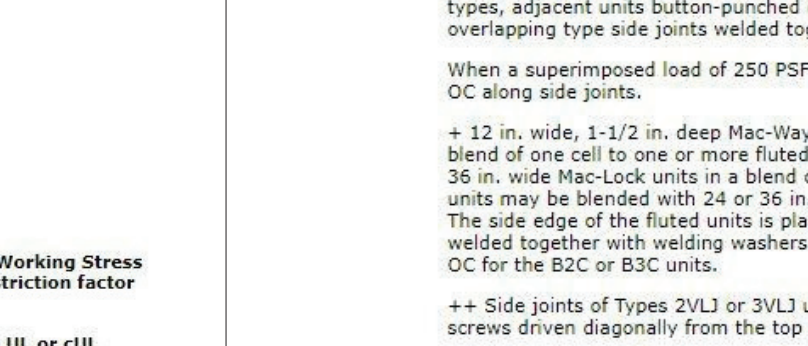 Working Stress
striction factor
UL or cUL
types, adjacent units button-punched
overlapping type side joints welded tog
When a superimposed load of 250 PSF
OC along side joints.
+ 12 in. wide, 1-1/2 in. deep Mac-Way
blend of one cell to one or more fluted
36 in. wide Mac-Lock units in a blend
units may be blended with 24 or 36 in.
The side edge of the fluted units is pla
welded together with welding washers
OC for the B2C or B3C units.
++ Side joints of Types 2VLJ or 3VLJ u
screws driven diagonally from the top